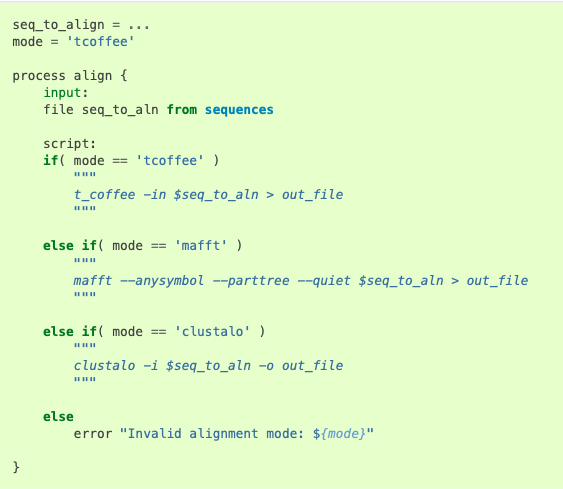 seq_to_align = ...
mode = 'tcoffee'

process align {
    input:
    file seq_to_aln from sequences

    script:
    if( mode == 'tcoffee' )
        """
        t_coffee -in $seq_to_aln > out_file
        """

    else if( mode == 'mafft' )
        """
        mafft --anysymbol --parttree --quiet $seq_to_aln > out_file
        """

    else if( mode == 'clustalo' )
        """
        clustalo -i $seq_to_aln -o out_file
        """

    else
        error "Invalid alignment mode: ${mode}"

}